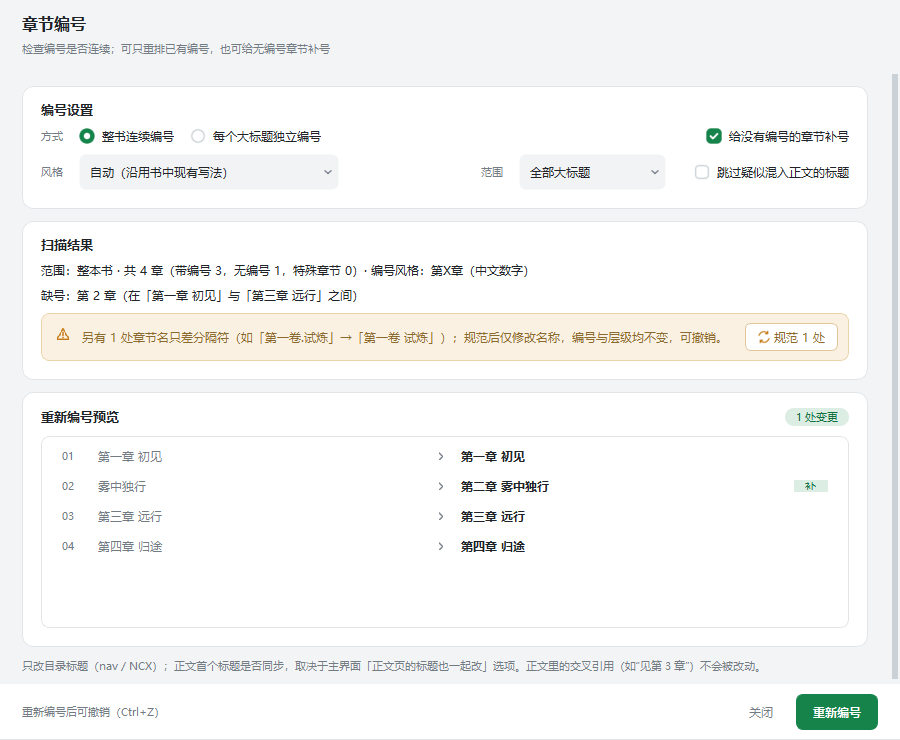 章节编号
检查编号是否连续；可只重排已有编号，也可给无编号章节补号
编号设置
方式 整书连续编号 每个大标题独立编号 给没有编号的章节补号
风格 自动（沿用书中现有写法） 范围 全部大标题 跳过疑似混入正文的标题
扫描结果
范围：整本书 · 共 4 章（带编号 3，无编号 1，特殊章节 0）· 编号风格：第X章（中文数字）
缺号：第 2 章（在「第一章 初见」与「第三章 远行」之间）
另有 1 处章节名只差分隔符（如「第一卷.试炼」→「第一卷 试炼」）；规范后仅修改名称，编号与层级均不变，可撤销。 规范 1 处
重新编号预览 1 处变更
01 第一章 初见 › 第一章 初见
02 雾中独行 › 第二章 雾中独行 补
03 第三章 远行 › 第三章 远行
04 第四章 归途 › 第四章 归途
只改目录标题（nav / NCX）；正文首个标题是否同步，取决于主界面「正文页的标题也一起改」选项。正文里的交叉引用（如“见第 3 章”）不会被改动。
重新编号后可撤销（Ctrl+Z） 关闭 重新编号